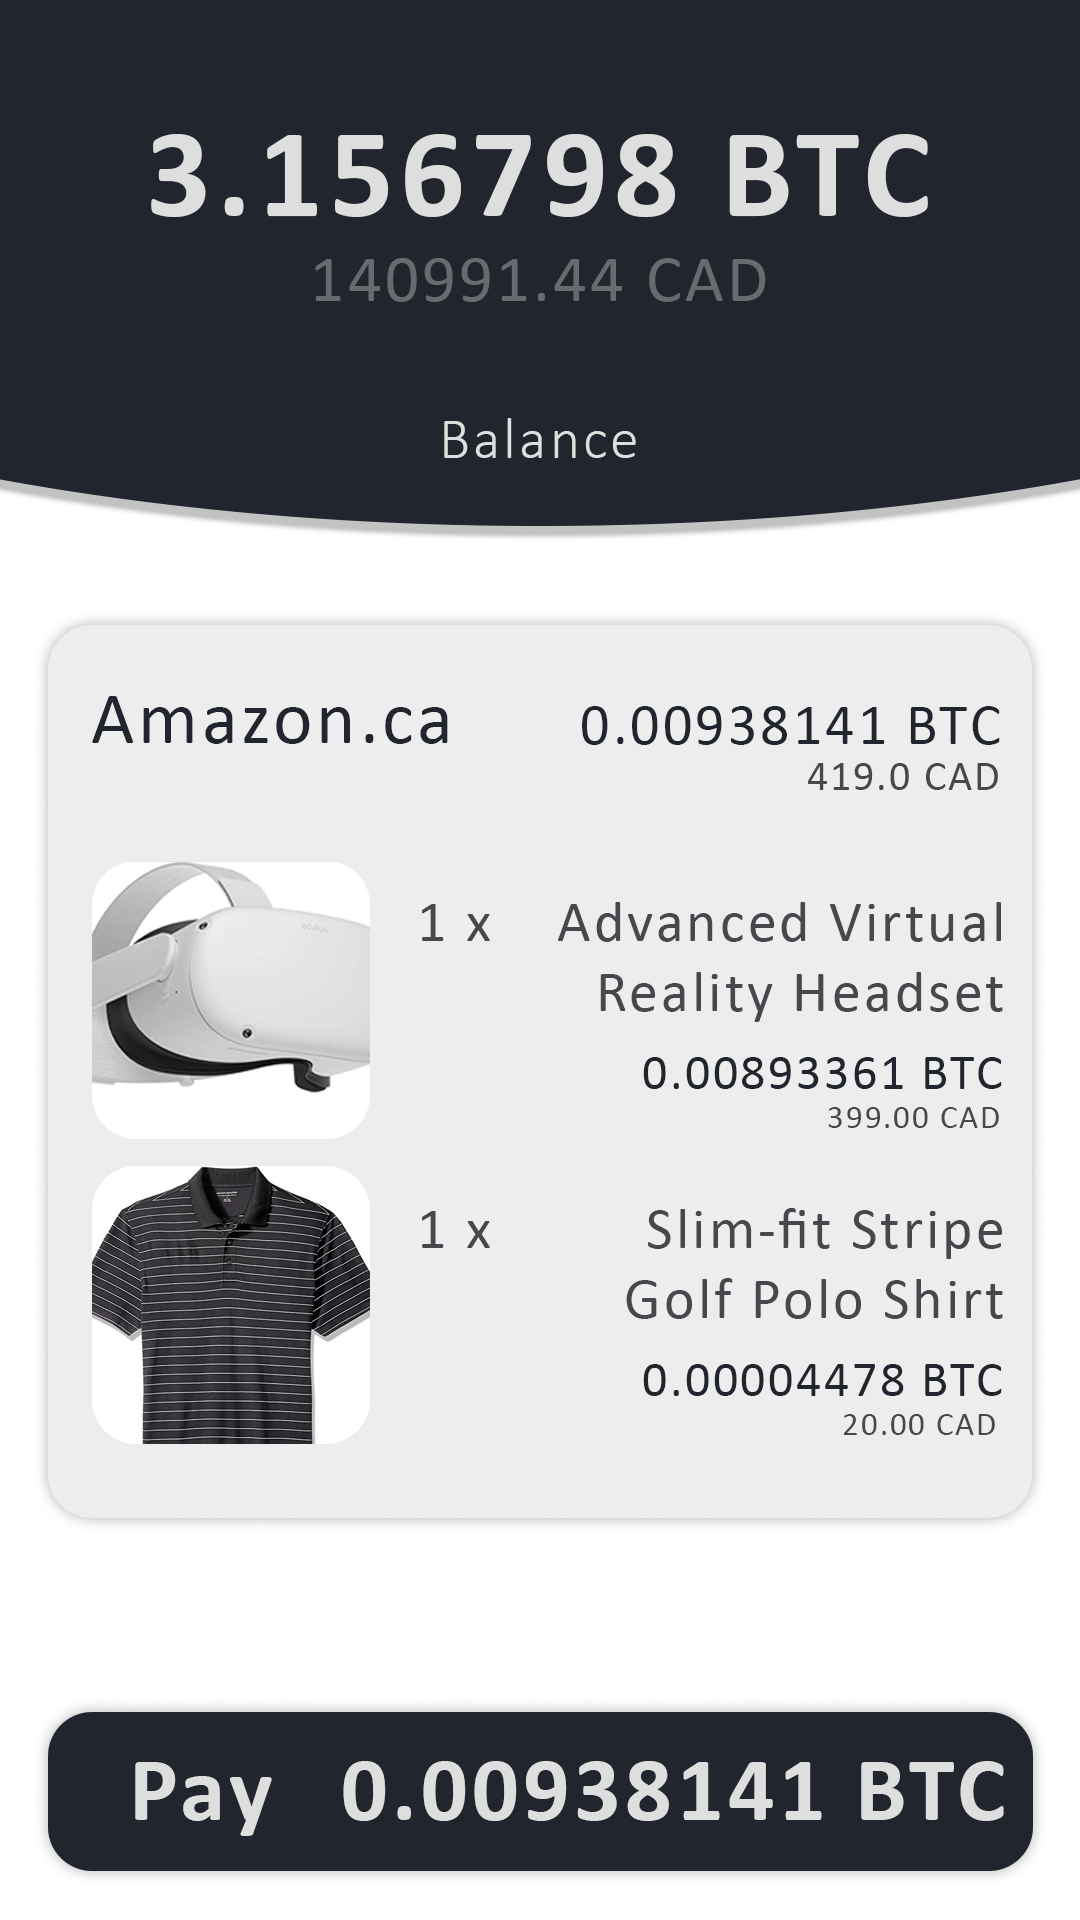 3.156798 BTC
140991.44 CAD
Balance
Amazon.ca 0.00938141 BTC
419.0 CAD
oculus
1 x Advanced Virtual
Reality Headset
0.00893361 BTC
399.00 CAD
1 x Slim-fit Stripe
Golf Polo Shirt
0.00004478 BTC
20.00 CAD
Pay 0.00938141 BTC